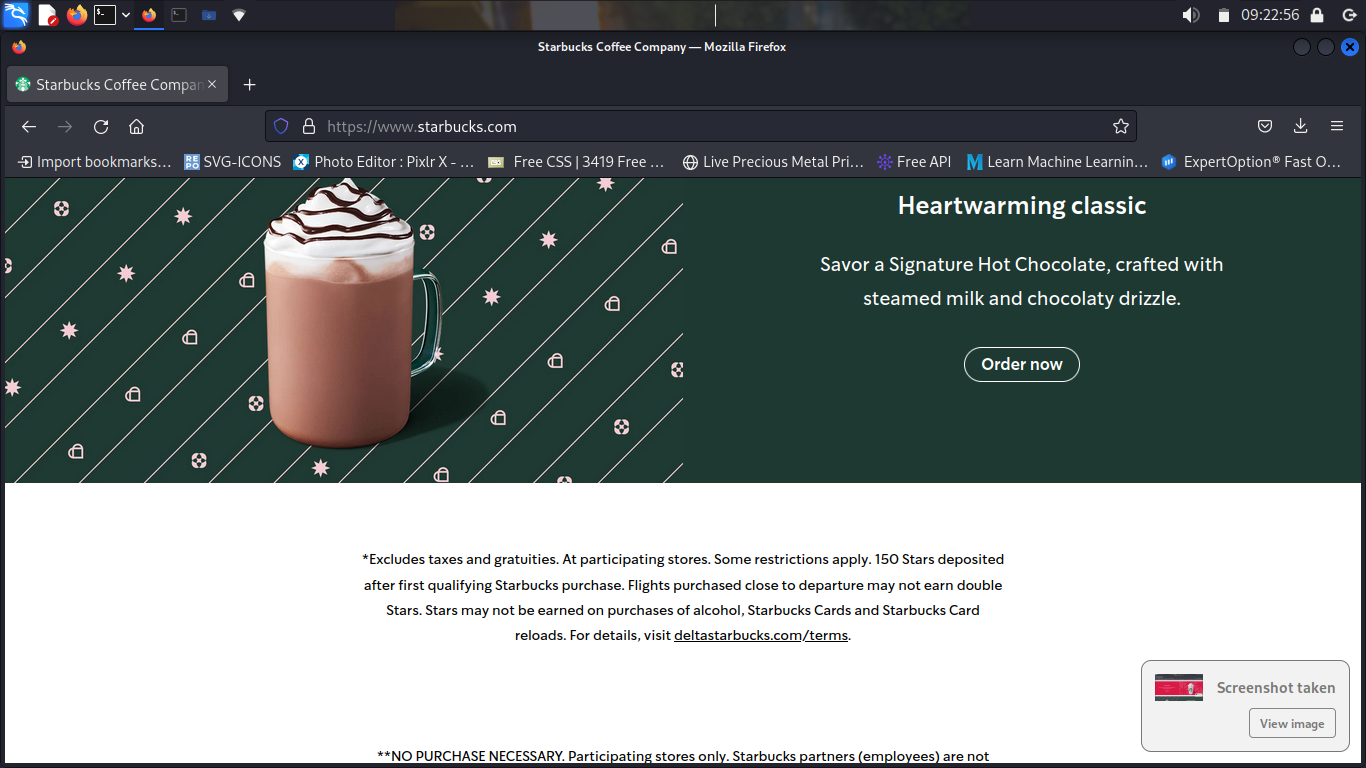 09:22:56
Starbucks Coffee Company — Mozilla Firefox
Starbucks Coffee Compan
https://www.starbucks.com
Import bookmarks… SVG-ICONS Photo Editor : Pixlr X - … Free CSS | 3419 Free … Live Precious Metal Pri… Free API Learn Machine Learnin… ExpertOption® Fast O…
Heartwarming classic
Savor a Signature Hot Chocolate, crafted with
steamed milk and chocolaty drizzle.
Order now
*Excludes taxes and gratuities. At participating stores. Some restrictions apply. 150 Stars deposited
after first qualifying Starbucks purchase. Flights purchased close to departure may not earn double
Stars. Stars may not be earned on purchases of alcohol, Starbucks Cards and Starbucks Card
reloads. For details, visit deltastarbucks.com/terms.
Screenshot taken
View image
**NO PURCHASE NECESSARY. Participating stores only. Starbucks partners (employees) are not